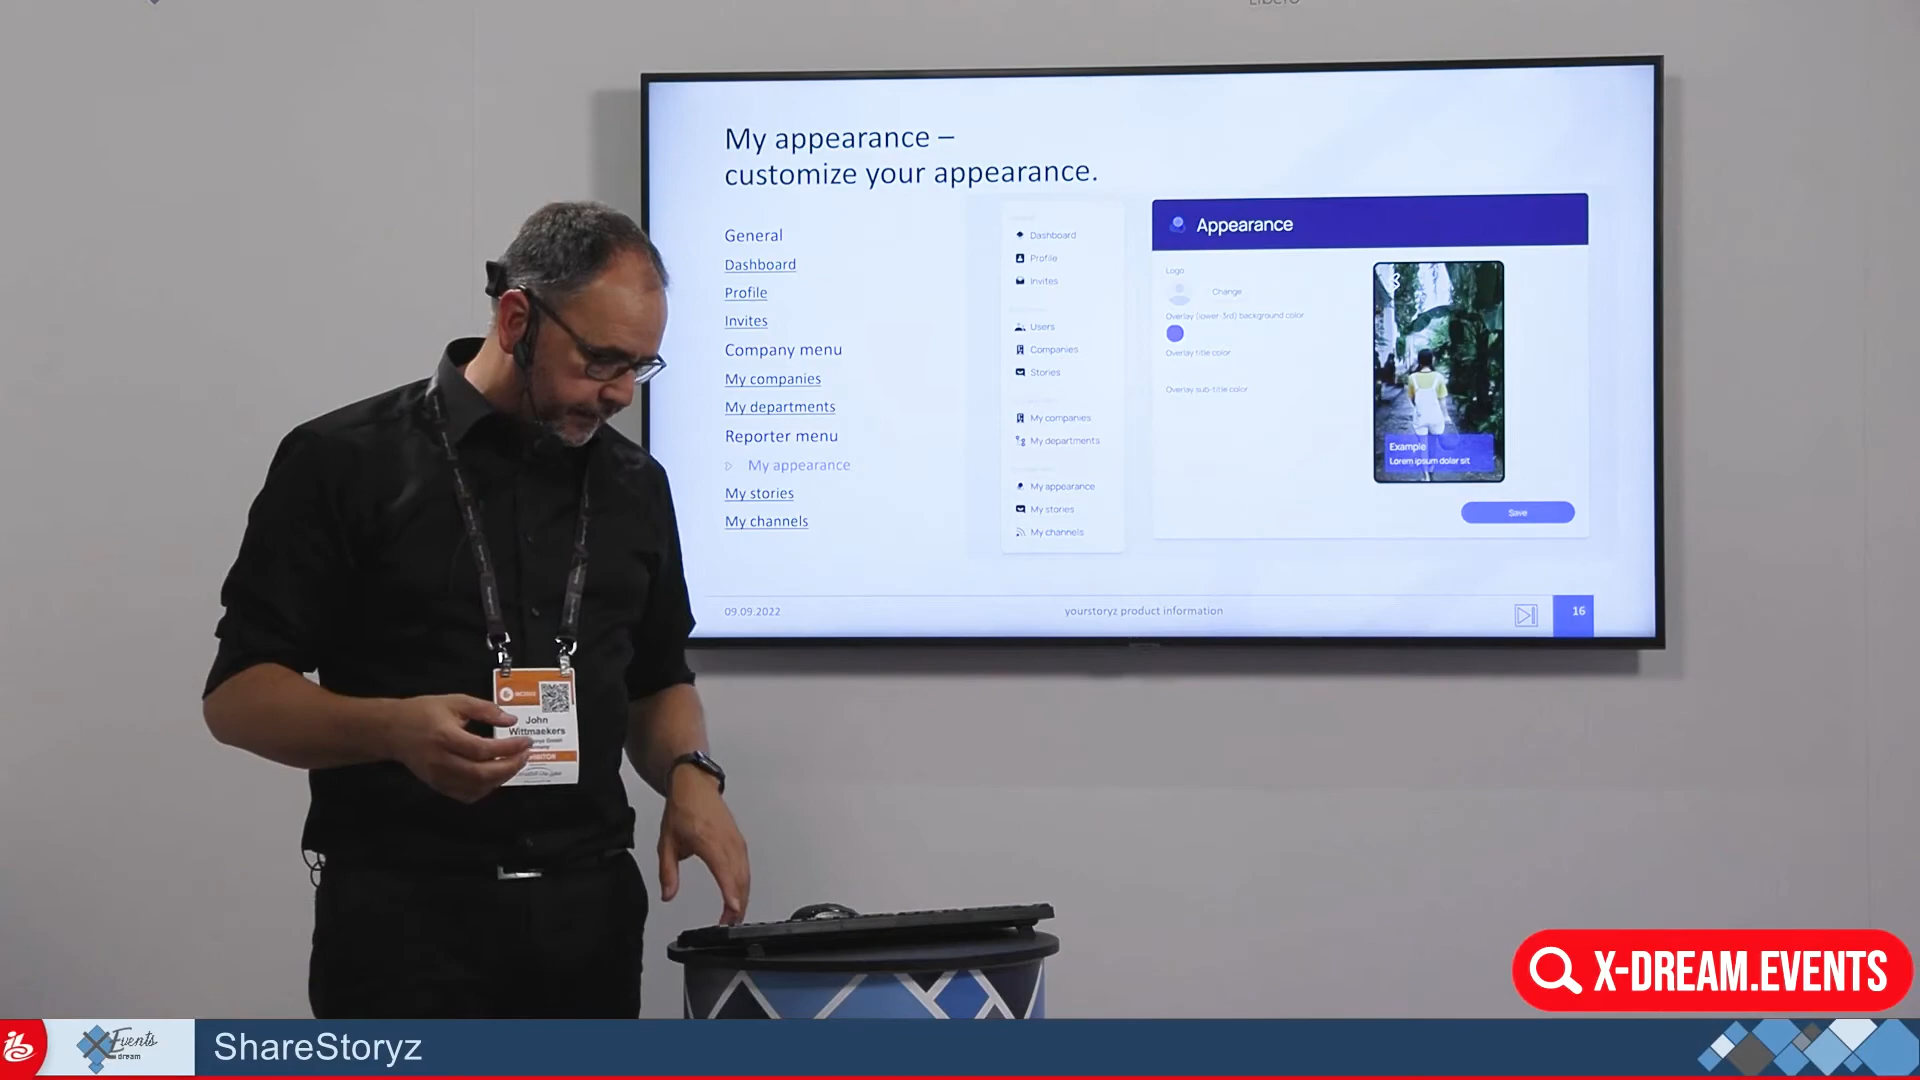 My appearance –
customize your appearance.
General
Dashboard
Profile
Invites
Company menu
My companies
My departments
Reporter menu
My appearance
My stories
My channels
Dashboard
Profile
Invites
Users
Companies
Stories
My companies
My departments
My appearance
My stories
My channels
Appearance
Logo
Change
Overlay (lower-3rd) background color
Overlay title color
Overlay sub-title color
Example
Lorem ipsum dolar sit
Save
09.09.2022
yourstoryz product information
16
John
Wittmaekers
X-DREAM.EVENTS
Events
dream
ShareStoryz